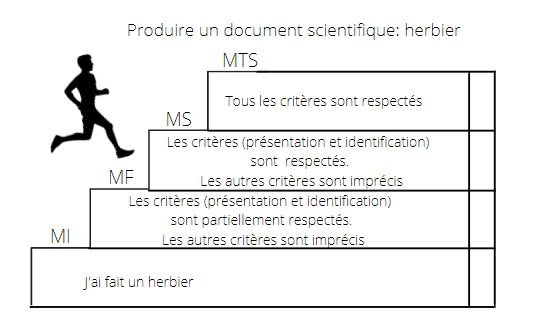 Produire un document scientifique: herbier
MTS
Tous les critères sont respectés
MS
Les critères (présentation et identification)
sont respectés.
Les autres critères sont imprécis
MF
Les critères (présentation et identification)
sont partiellement respectés.
Les autres critères sont imprécis
MI
J'ai fait un herbier